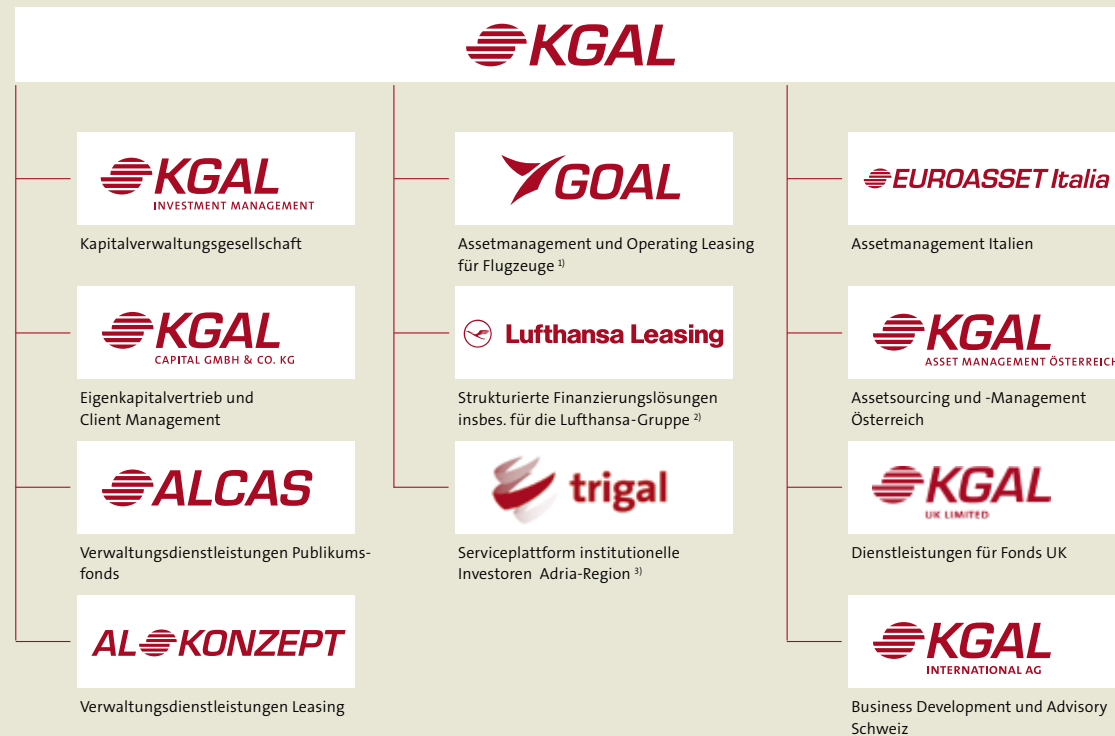 KGAL
KGAL
INVESTMENT MANAGEMENT
Kapitalverwaltungsgesellschaft
KGAL
CAPITAL GMBH & CO. KG
Eigenkapitalvertrieb und
Client Management
ALCAS
Verwaltungsdienstleistungen Publikums-
fonds
AL KONZEPT
Verwaltungsdienstleistungen Leasing
GOAL
Assetmanagement und Operating Leasing
für Flugzeuge 1)
Lufthansa Leasing
Strukturierte Finanzierungslösungen
insbes. für die Lufthansa-Gruppe 2)
trigal
Serviceplattform institutionelle
Investoren Adria-Region 3)
EUROASSET Italia
Assetmanagement Italien
KGAL
ASSET MANAGEMENT ÖSTERREICH
Assetsourcing und -Management
Österreich
KGAL
UK LIMITED
Dienstleistungen für Fonds UK
KGAL
INTERNATIONAL AG
Business Development und Advisory
Schweiz